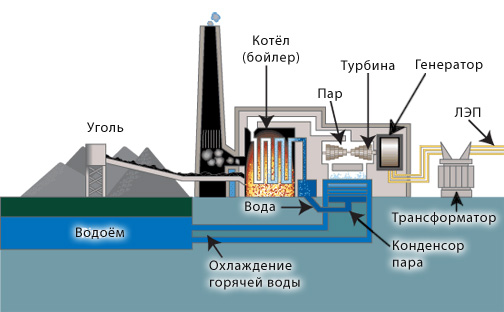 Котёл
(бойлер)
Турбина
Генератор
Пар
ЛЭП
Уголь
Вода
Трансформатор
Водоём
Конденсор
пара
Охлаждение
горячей воды